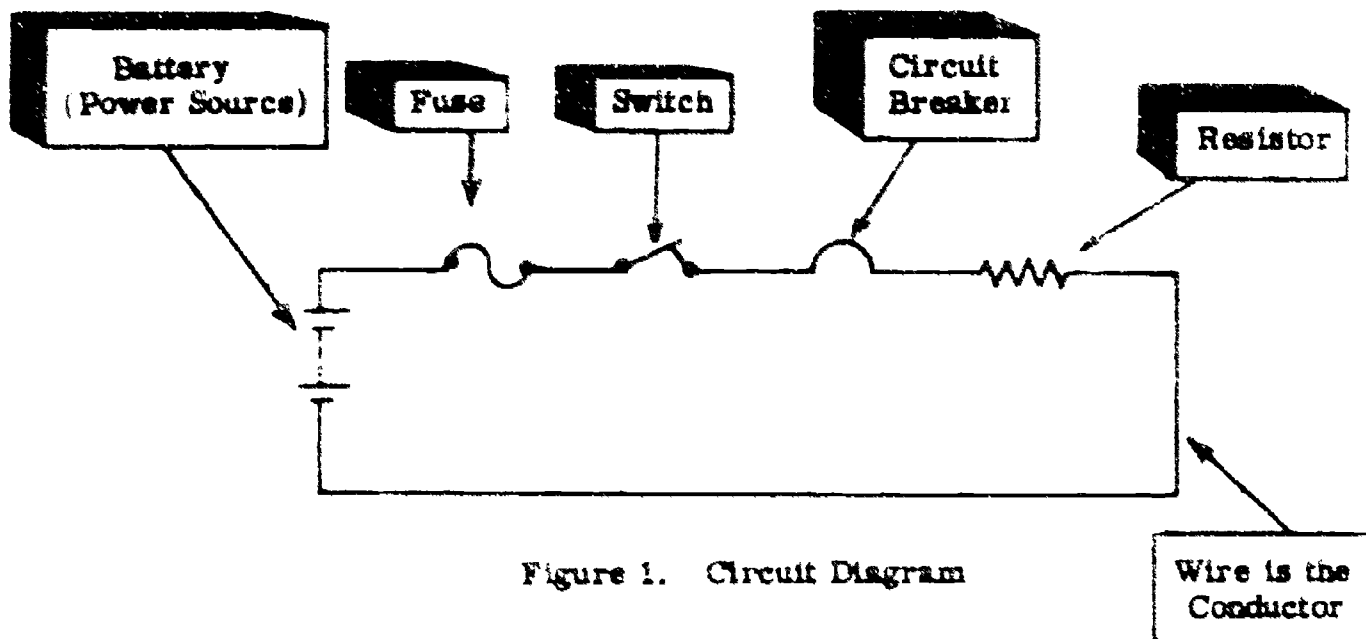 Battery
(Power Source)
Fuse
Switch
Circuit
Breaker
Resistor
Figure 1. Circuit Diagram
Wire is the
Conductor